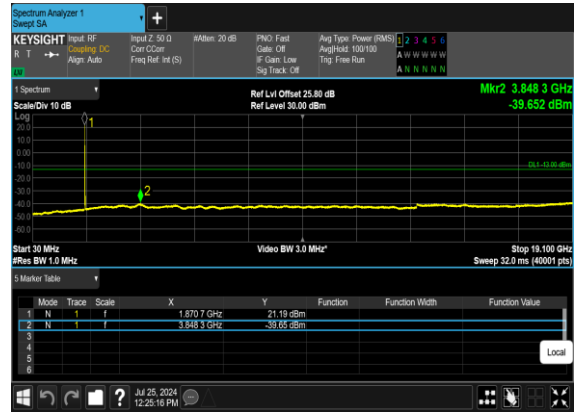 Spectrum Analyzer 1
Swept SA
KEYSIGHT
R T
LW
Input: RF
Coupling: DC
Align: Auto
Input Z: 50 Ω
Corr CCorr
Freq Ref: Int (S)
#Atten: 20 dB
PNO: Fast
Gate: Off
IF Gain: Low
Sig Track: Off
Avg Type: Power (RMS)
Avg|Hold: 100/100
Trig: Free Run
1 2 3 4 5 6
A W W W W W
A N N N N N
1 Spectrum
Scale/Div 10 dB
Ref Lvl Offset 25.80 dB
Ref Level 30.00 dBm
Mkr2 3.848 3 GHz
-39.652 dBm
Log
20.0
10.0
0.00
-10.0
-20.0
-30.0
-40.0
-50.0
-60.0
1
2
DL1 -13.00 dBm
Start 30 MHz
#Res BW 1.0 MHz
Video BW 3.0 MHz*
Stop 19.100 GHz
Sweep 32.0 ms (40001 pts)
5 Marker Table
Mode Trace Scale X Y Function Function Width Function Value
1 N 1 f 1.870 7 GHz 21.19 dBm
2 N 1 f 3.848 3 GHz -39.65 dBm
3
4
5
6
Local
?
Jul 25, 2024
12:25:16 PM